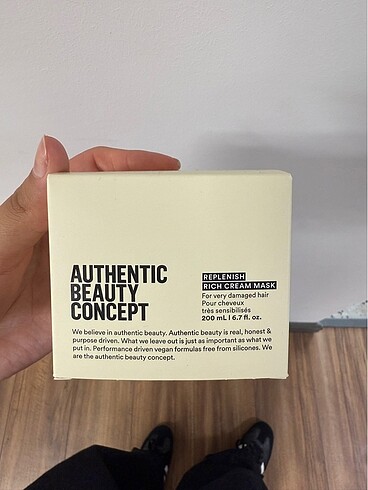 AUTHENTIC
BEAUTY
CONCEPT
REPLENISH
RICH CREAM MASK
For very damaged hair
Pour cheveux
très sensibilisés
200 mL | 6.7 fl. oz.
We believe in authentic beauty. Authentic beauty is real, honest &
purpose driven. What we leave out is just as important as what we
put in. Performance driven vegan formulas free from silicones. We
are the authentic beauty concept.